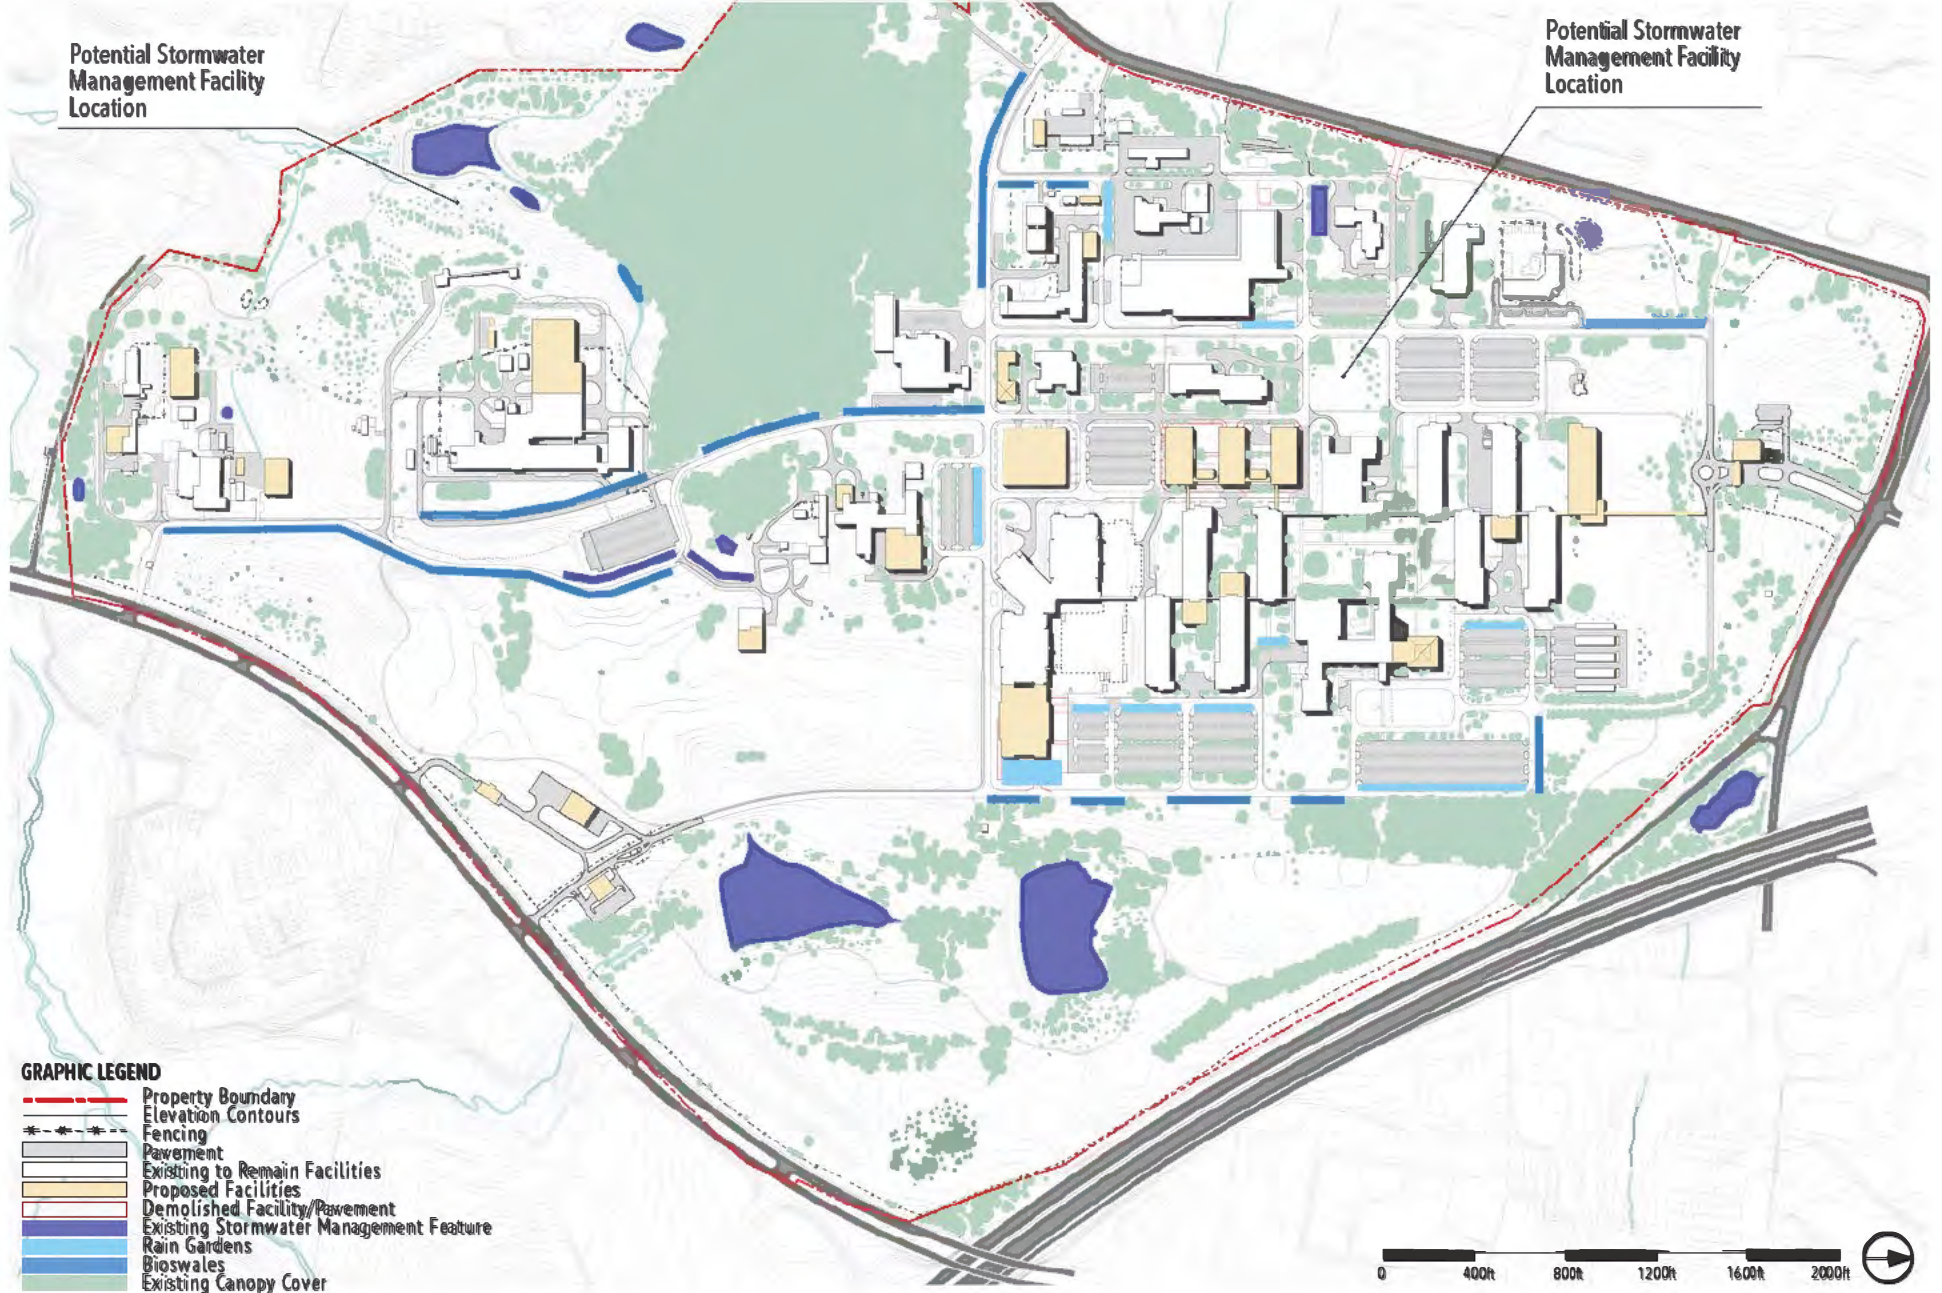 Potential Stormwater
Management Facility
Location
Potential Stormwater
Management Facility
Location
GRAPHIC LEGEND
Property Boundary
Elevation Contours
Fencing
Pavement
Existing to Remain Facilities
Proposed Facilities
Demolished Facility/Pavement
Existing Stormwater Management Feature
Rain Gardens
Bioswales
Existing Canopy Cover
0 400ft 800ft 1200ft 1600ft 2000ft